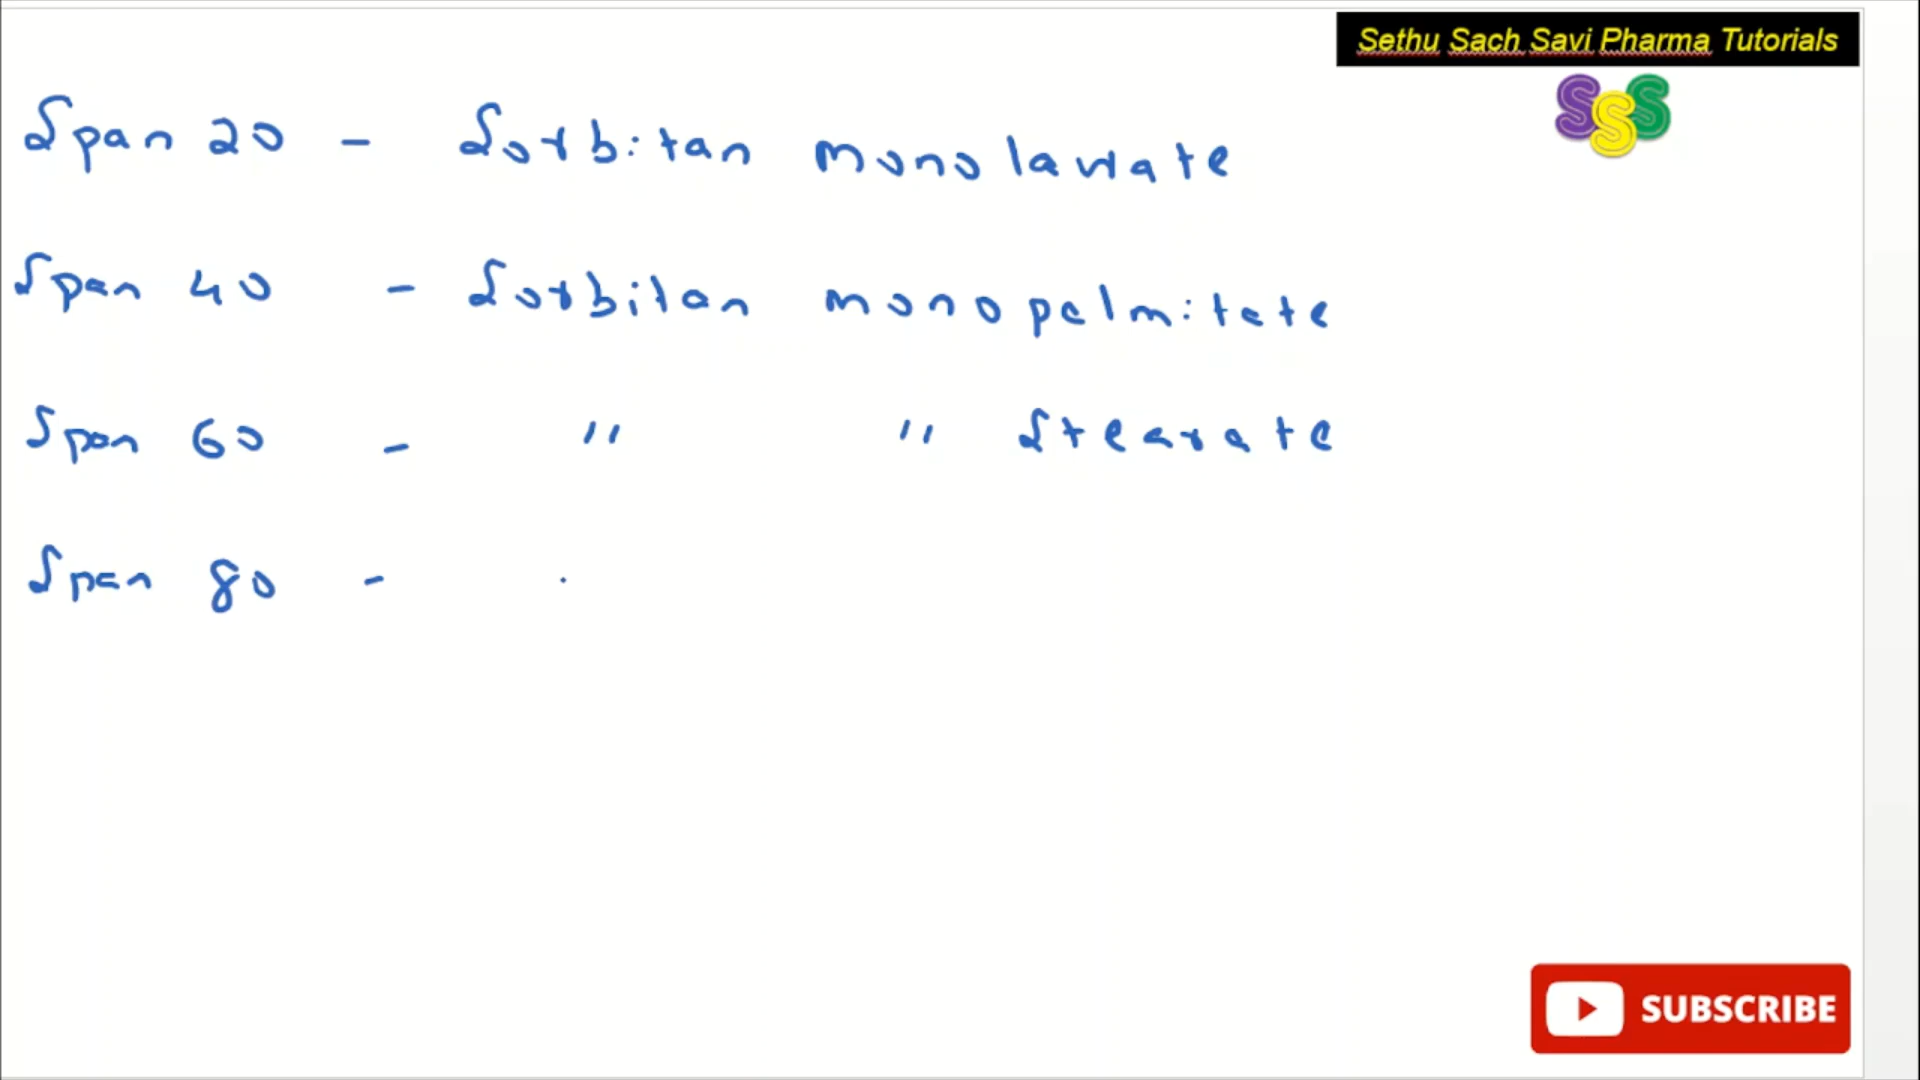 Sethu Sach Savi Pharma Tutorials
SSS
Span 20 - Sorbitan monolaurate
Span 40 - Sorbitan monopalmitate
Span 60 - " " Stearate
Span 80 -
SUBSCRIBE